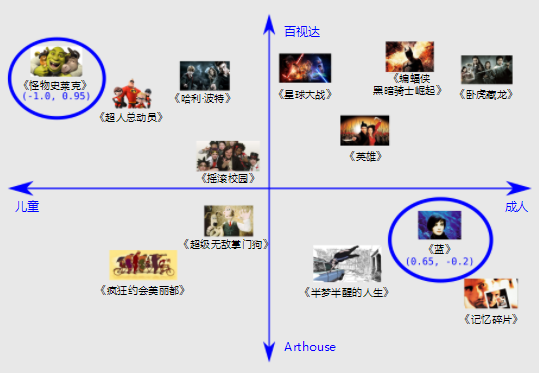 百视达
《怪物史莱克》
(-1.0, 0.95)
《超人总动员》
《哈利·波特》
《星球大战》
《蝙蝠侠
黑暗骑士崛起》
《卧虎藏龙》
《英雄》
《摇滚校园》
儿童
成人
《超级无敌掌门狗》
《蓝》
(0.65, -0.2)
《疯狂约会美丽都》
《半梦半醒的人生》
《记忆碎片》
Arthouse